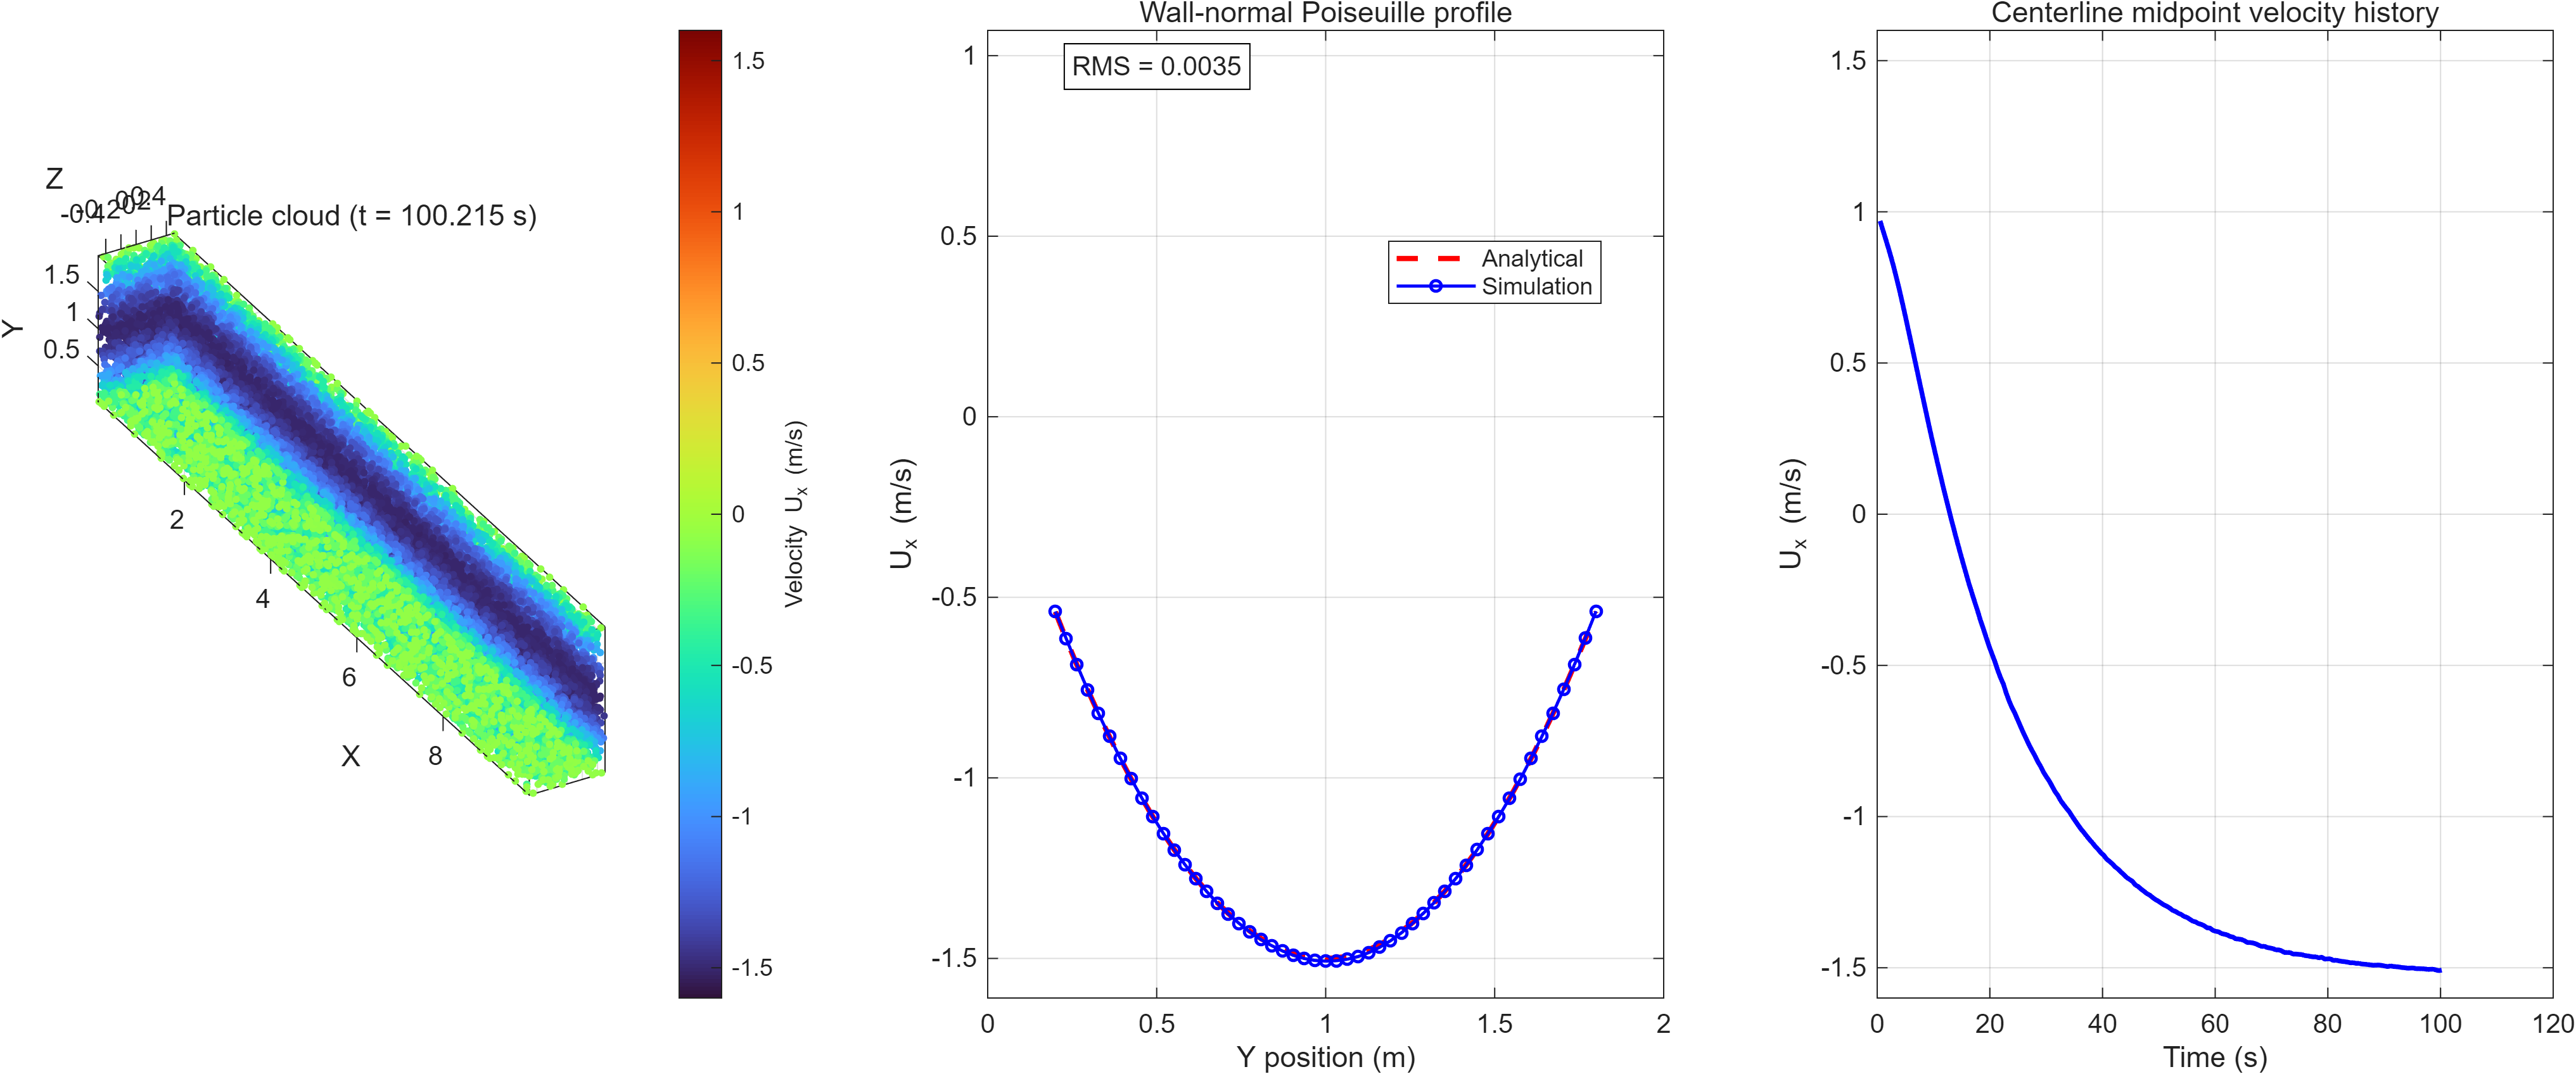 Particle cloud (t = 100.215 s)
Z
Y
1.5
1
0.5
2
4
6
8
X
1.5
1
0.5
0
-0.5
-1
-1.5
Velocity Ux (m/s)
Wall-normal Poiseuille profile
RMS = 0.0035
Analytical
Simulation
1
0.5
0
-0.5
-1
-1.5
Ux (m/s)
0 0.5 1 1.5 2
Y position (m)
Centerline midpoint velocity history
1.5
1
0.5
0
-0.5
-1
-1.5
Ux (m/s)
0 20 40 60 80 100 120
Time (s)